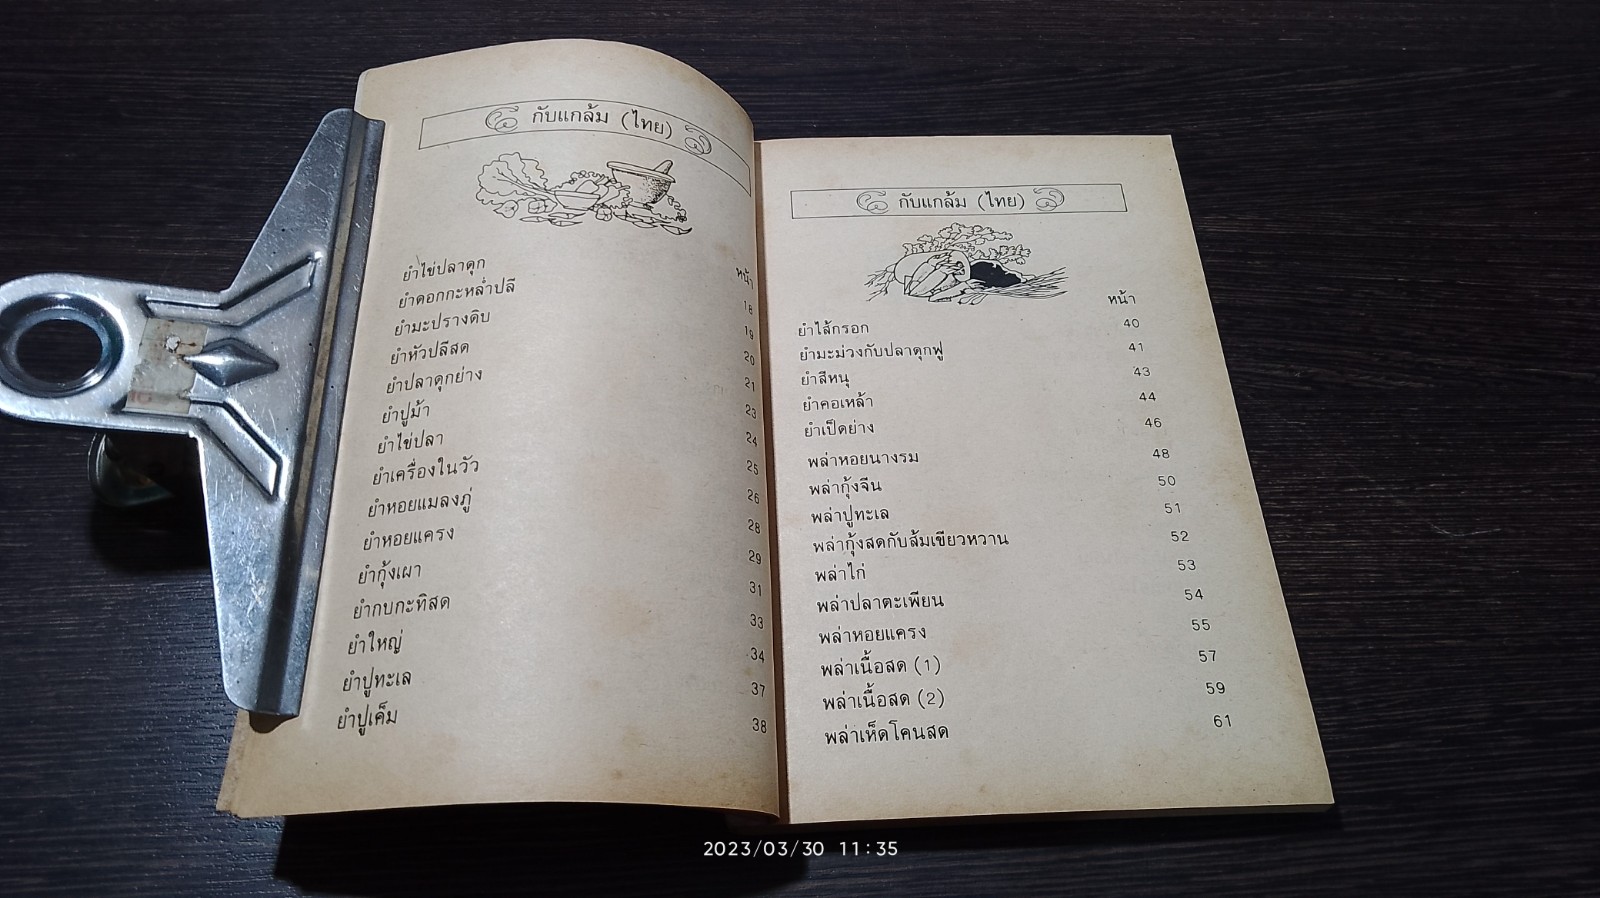 กับแกล้ม (ไทย)
หน้า
ยำไข่ปลาดุก 18
ยำดอกกะหล่ำปลี 19
ยำมะปรางดิบ 20
ยำหัวปลีสด 21
ยำปลาดุกย่าง 23
ยำปูม้า 24
ยำไข่ปลา 25
ยำเครื่องในวัว 26
ยำหอยแมลงภู่ 28
ยำหอยแครง 29
ยำกุ้งเผา 31
ยำกบกะทิสด 33
ยำใหญ่ 34
ยำปูทะเล 37
ยำปูเค็ม 38
กับแกล้ม (ไทย)
หน้า
ยำไส้กรอก 40
ยำมะม่วงกับปลาดุกฟู 41
ยำสีหนุ 43
ยำคอเหล้า 44
ยำเป็ดย่าง 46
พล่าหอยนางรม 48
พล่ากุ้งจีน 50
พล่าปูทะเล 51
พล่ากุ้งสดกับส้มเขียวหวาน 52
พล่าไก่ 53
พล่าปลาตะเพียน 54
พล่าหอยแครง 55
พล่าเนื้อสด (1) 57
พล่าเนื้อสด (2) 59
พล่าเห็ดโคนสด 61
2023/03/30 11:35